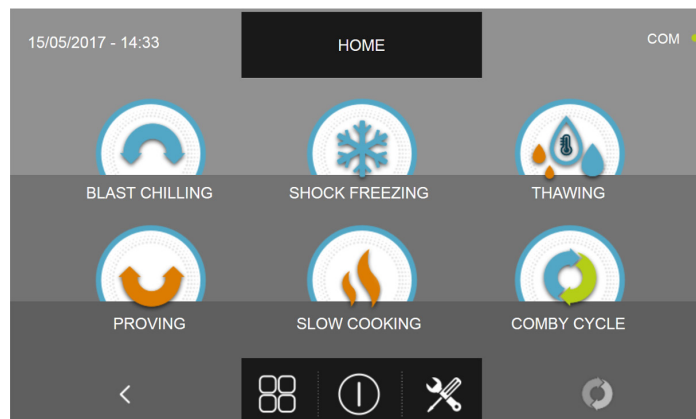 15/05/2017 - 14:33
HOME
COM
BLAST CHILLING
SHOCK FREEZING
THAWING
PROVING
SLOW COOKING
COMBY CYCLE